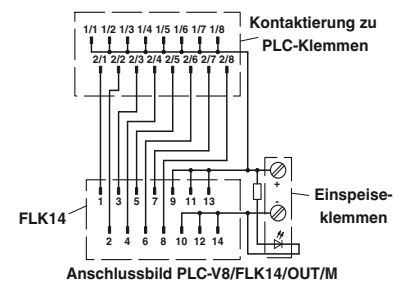 Kontaktierung zu
PLC-Klemmen
1/1 1/2 1/3 1/4 1/5 1/6 1/7 1/8
2/1 2/2 2/3 2/4 2/5 2/6 2/7 2/8
+
-
1 3 5 7 9 11 13
Einspeise-
klemmen
FLK14
2 4 6 8 10 12 14
Anschlussbild PLC-V8/FLK14/OUT/M